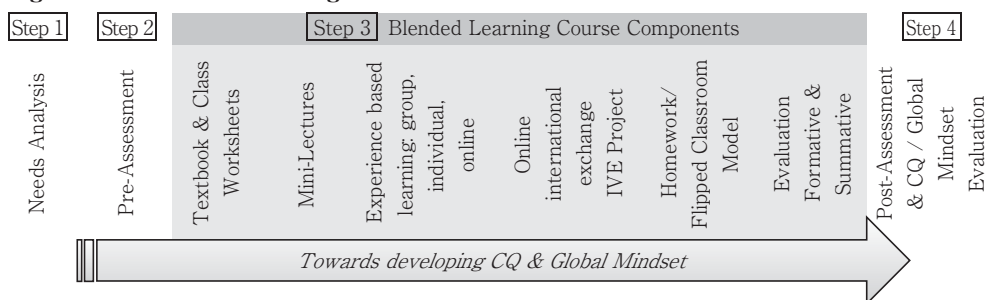 Step 1
Step 2
Step 3 Blended Learning Course Components
Step 4
Needs Analysis
Pre-Assessment
Textbook & Class
Worksheets
Mini-Lectures
Experience based
learning, group,
individual,
online
Online
international
exchange
IVE Project
Homework/
Flipped Classroom
Model
Evaluation
Formative &
Summative
Post-Assessment
& CQ / Global
Mindset
Evaluation
Towards developing CQ & Global Mindset